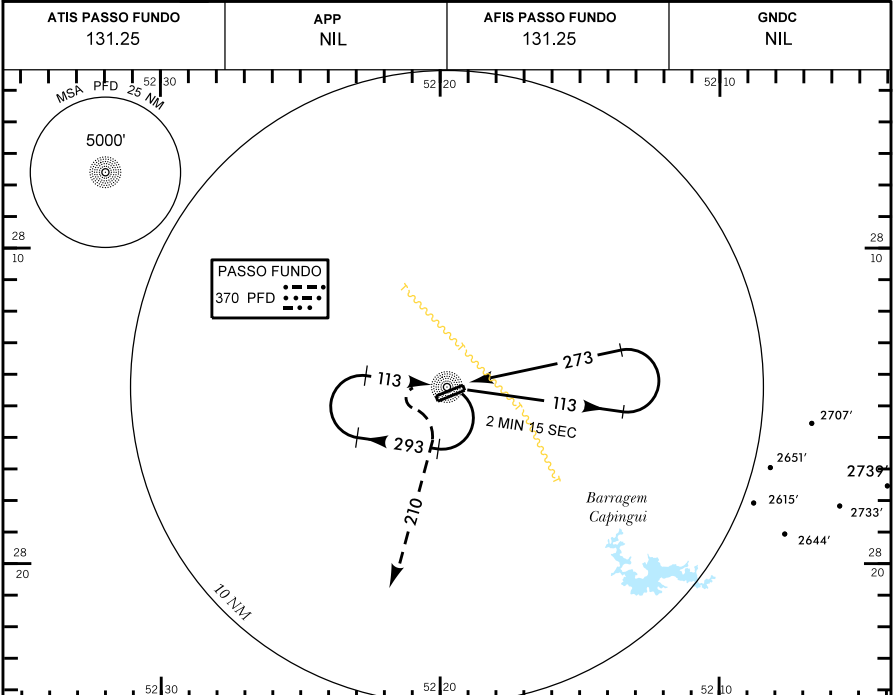 ATIS PASSO FUNDO
131.25
APP
NIL
AFIS PASSO FUNDO
131.25
GNDC
NIL
52 30
52 20
52 10
MSA PFD 25 NM
5000'
28
10
28
10
PASSO FUNDO
370 PFD
273
113
113
2 MIN 15 SEC
293
210
2707'
2651'
2739
2615'
2733'
2644'
Barragem
Capingui
28
20
28
20
10 NM
52 30
52 20
52 10